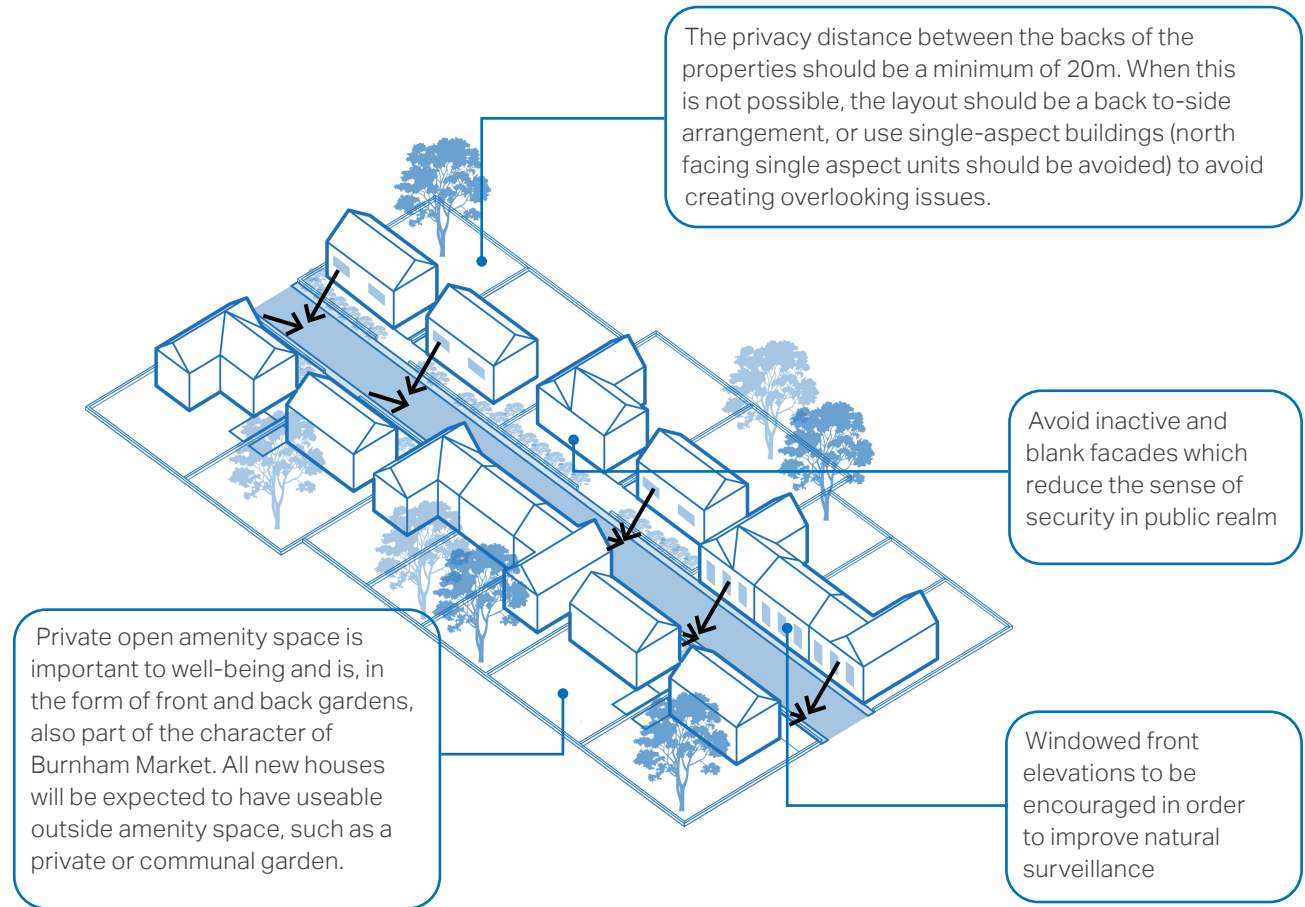 The privacy distance between the backs of the
properties should be a minimum of 20m. When this
is not possible, the layout should be a back to-side
arrangement, or use single-aspect buildings (north
facing single aspect units should be avoided) to avoid
creating overlooking issues.
Avoid inactive and
blank facades which
reduce the sense of
security in public realm
Private open amenity space is
important to well-being and is, in
the form of front and back gardens,
also part of the character of
Burnham Market. All new houses
will be expected to have useable
outside amenity space, such as a
private or communal garden.
Windowed front
elevations to be
encouraged in order
to improve natural
surveillance